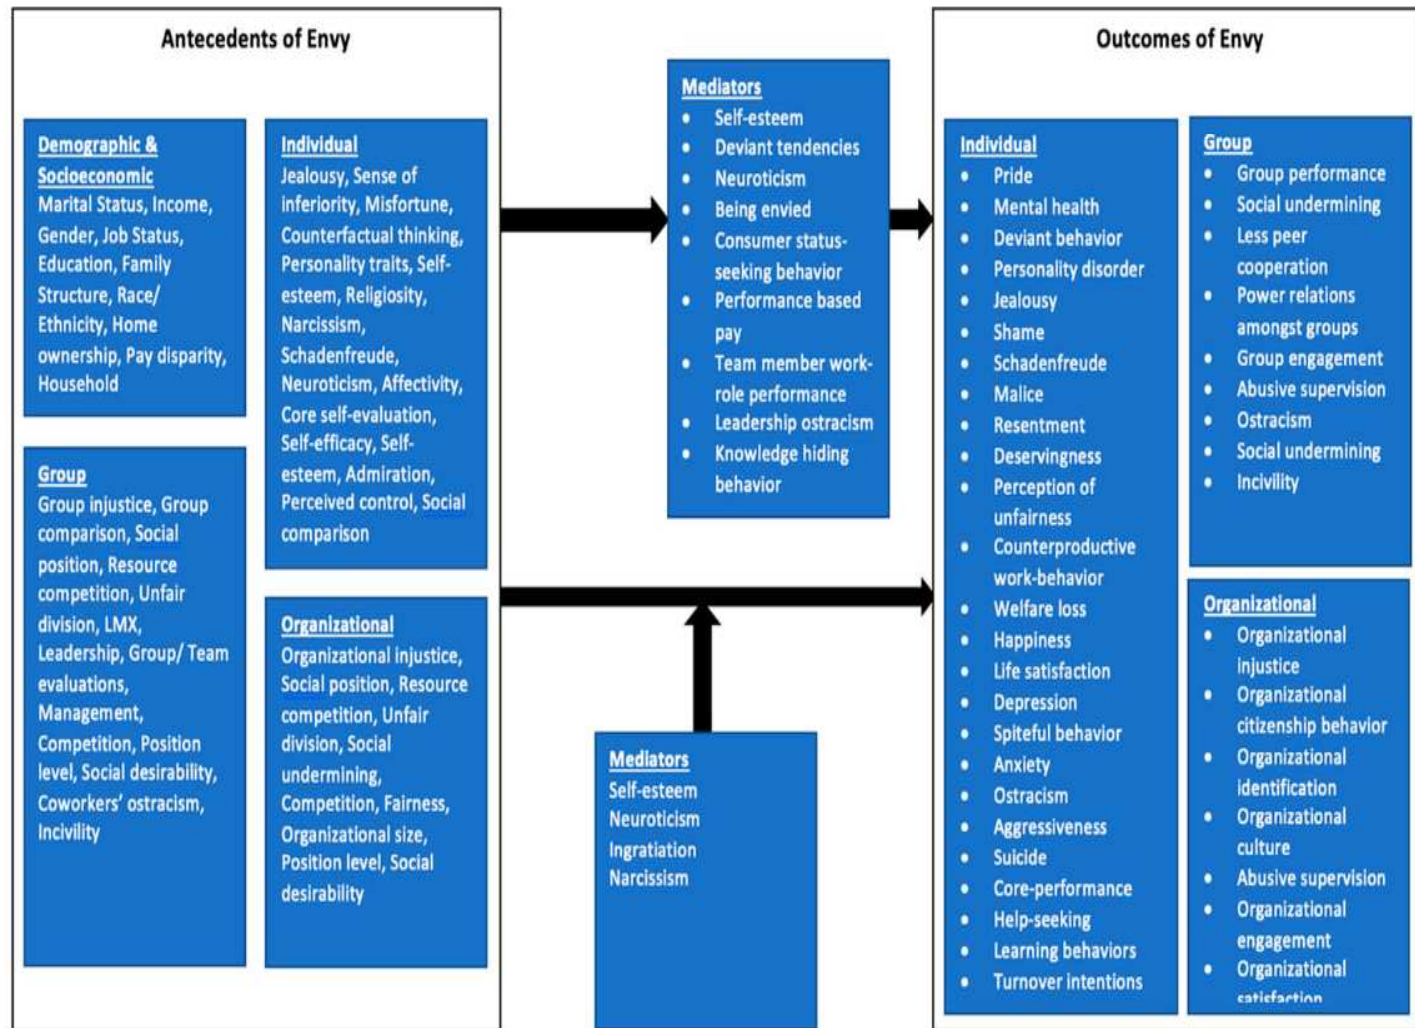 Antecedents of Envy
Demographic &
Socioeconomic
Marital Status, Income,
Gender, Job Status,
Education, Family
Structure, Race/
Ethnicity, Home
ownership, Pay disparity,
Household
Individual
Jealousy, Sense of
inferiority, Misfortune,
Counterfactual thinking,
Personality traits, Self-
esteem, Religiosity,
Narcissism,
Schadenfreude,
Neuroticism, Affectivity,
Core self-evaluation,
Self-efficacy, Self-
esteem, Admiration,
Perceived control, Social
comparison
Group
Group injustice, Group
comparison, Social
position, Resource
competition, Unfair
division, LMX,
Leadership, Group/ Team
evaluations,
Management,
Competition, Position
level, Social desirability,
Coworkers' ostracism,
Incivility
Organizational
Organizational injustice,
Social position, Resource
competition, Unfair
division, Social
undermining,
Competition, Fairness,
Organizational size,
Position level, Social
desirability
Mediators
• Self-esteem
• Deviant tendencies
• Neuroticism
• Being envied
• Consumer status-
seeking behavior
• Performance based
pay
• Team member work-
role performance
• Leadership ostracism
• Knowledge hiding
behavior
Mediators
Self-esteem
Neuroticism
Ingratiation
Narcissism
Outcomes of Envy
Individual
• Pride
• Mental health
• Deviant behavior
• Personality disorder
• Jealousy
• Shame
• Schadenfreude
• Malice
• Resentment
• Deservingness
• Perception of
unfairness
• Counterproductive
work-behavior
• Welfare loss
• Happiness
• Life satisfaction
• Depression
• Spiteful behavior
• Anxiety
• Ostracism
• Aggressiveness
• Suicide
• Core-performance
• Help-seeking
• Learning behaviors
• Turnover intentions
Group
• Group performance
• Social undermining
• Less peer
cooperation
• Power relations
amongst groups
• Group engagement
• Abusive supervision
• Ostracism
• Social undermining
• Incivility
Organizational
• Organizational
injustice
• Organizational
citizenship behavior
• Organizational
identification
• Organizational
culture
• Abusive supervision
• Organizational
engagement
• Organizational
satisfaction